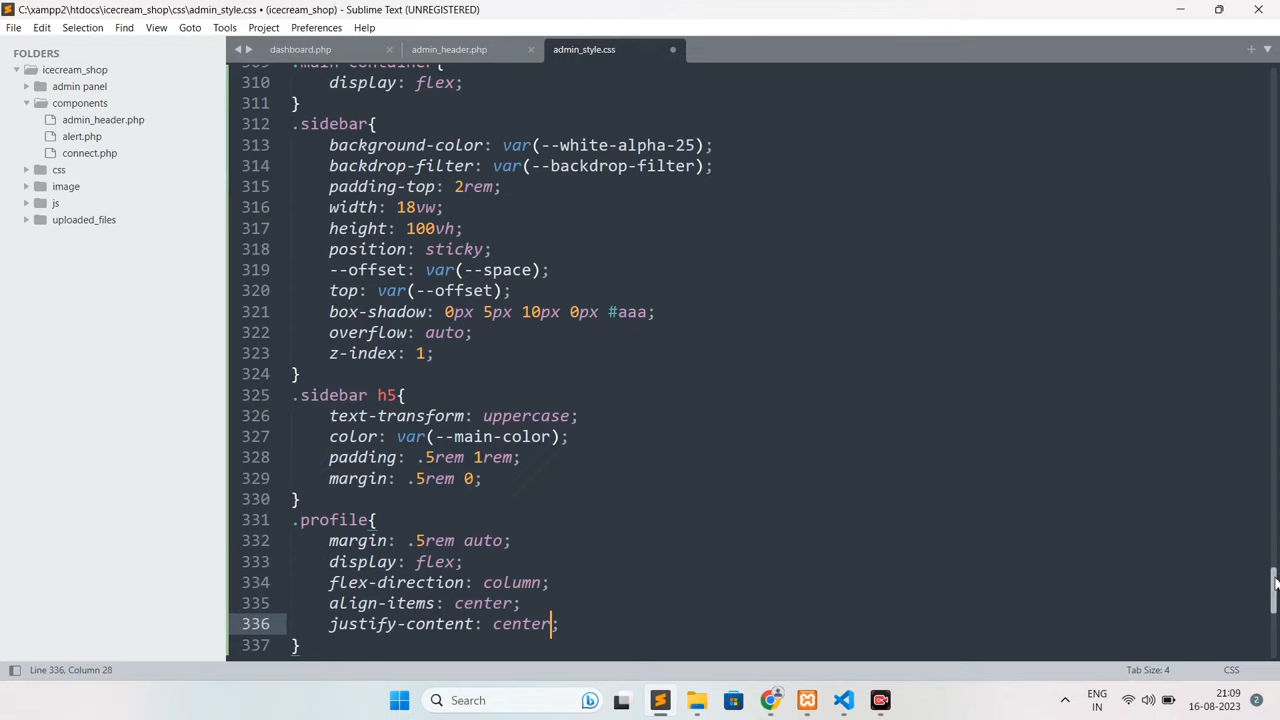 C:\xampp2\htdocs\icecream_shop\css\admin_style.css • (icecream_shop) - Sublime Text (UNREGISTERED)
File Edit Selection Find View Goto Tools Project Preferences Help
FOLDERS
icecream_shop
admin panel
components
admin_header.php
alert.php
connect.php
css
image
js
uploaded_files
dashboard.php admin_header.php admin_style.css
309 .main-container{
310 display: flex;
311 }
312 .sidebar{
313 background-color: var(--white-alpha-25);
314 backdrop-filter: var(--backdrop-filter);
315 padding-top: 2rem;
316 width: 18vw;
317 height: 100vh;
318 position: sticky;
319 --offset: var(--space);
320 top: var(--offset);
321 box-shadow: 0px 5px 10px 0px #aaa;
322 overflow: auto;
323 z-index: 1;
324 }
325 .sidebar h5{
326 text-transform: uppercase;
327 color: var(--main-color);
328 padding: .5rem 1rem;
329 margin: .5rem 0;
330 }
331 .profile{
332 margin: .5rem auto;
333 display: flex;
334 flex-direction: column;
335 align-items: center;
336 justify-content: center;
337 }
Line 336, Column 28 Tab Size: 4 CSS
Search
ENG
IN
21:09
16-08-2023
2